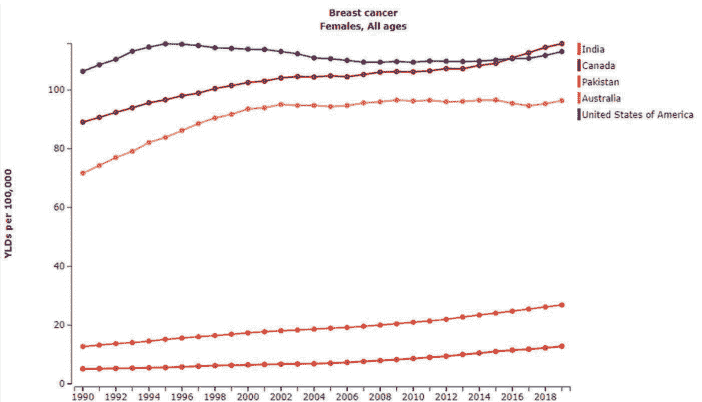 Breast cancer
Females, All ages
India
Canada
Pakistan
Australia
United States of America
YLDs per 100,000
100
80
60
40
20
0
1990 1992 1994 1996 1998 2000 2002 2004 2006 2008 2010 2012 2014 2016 2018